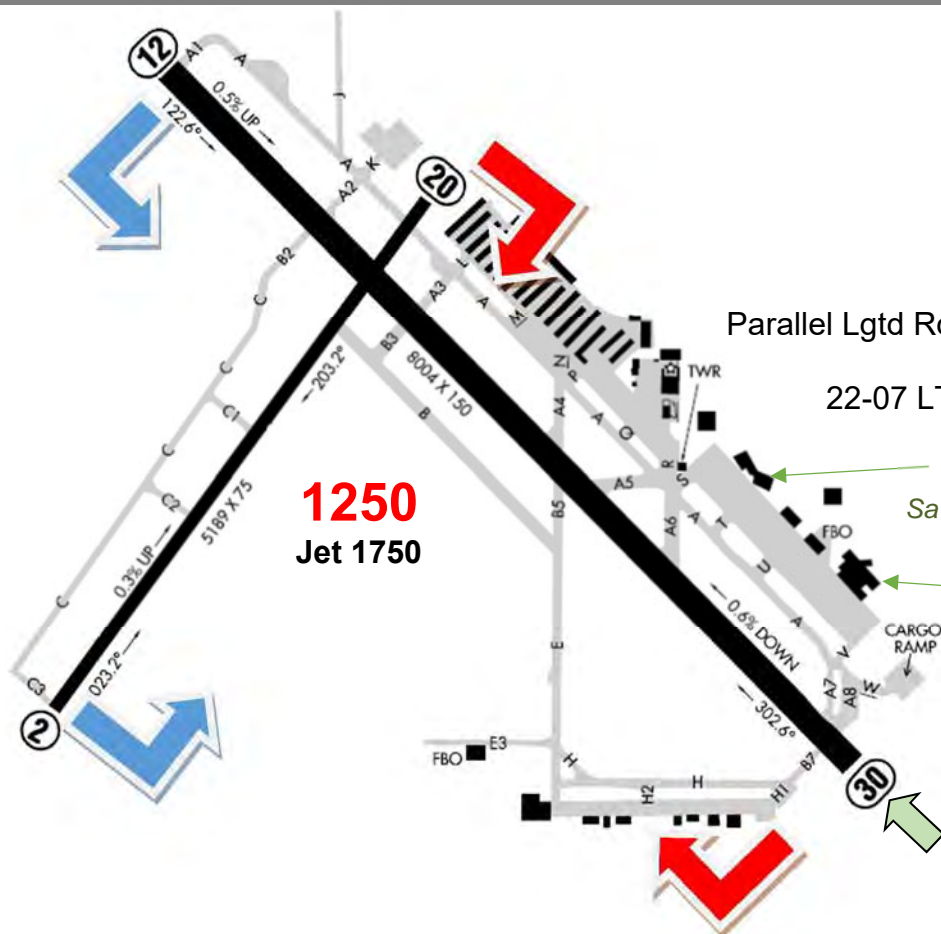 12
A1
A
0.5% UP
122.6°
J
A
K
A2
20
B2
C
L
A3
A
M
B3
8004 X 150
203.2°
N
P
A4
A
Q
TWR
Parallel Lgtd
22-07
C
C1
B
R
S
A5
B5
A6
A
T
U
FBO
C
C2
5189 X 75
0.3% UP
1250
Jet 1750
C
E
0.6% DOWN
302.6°
A
V
CARGO
RAMP
W
A7
A8
C3
023.2°
2
FBO
E3
H
H
H2
H1
B7
30